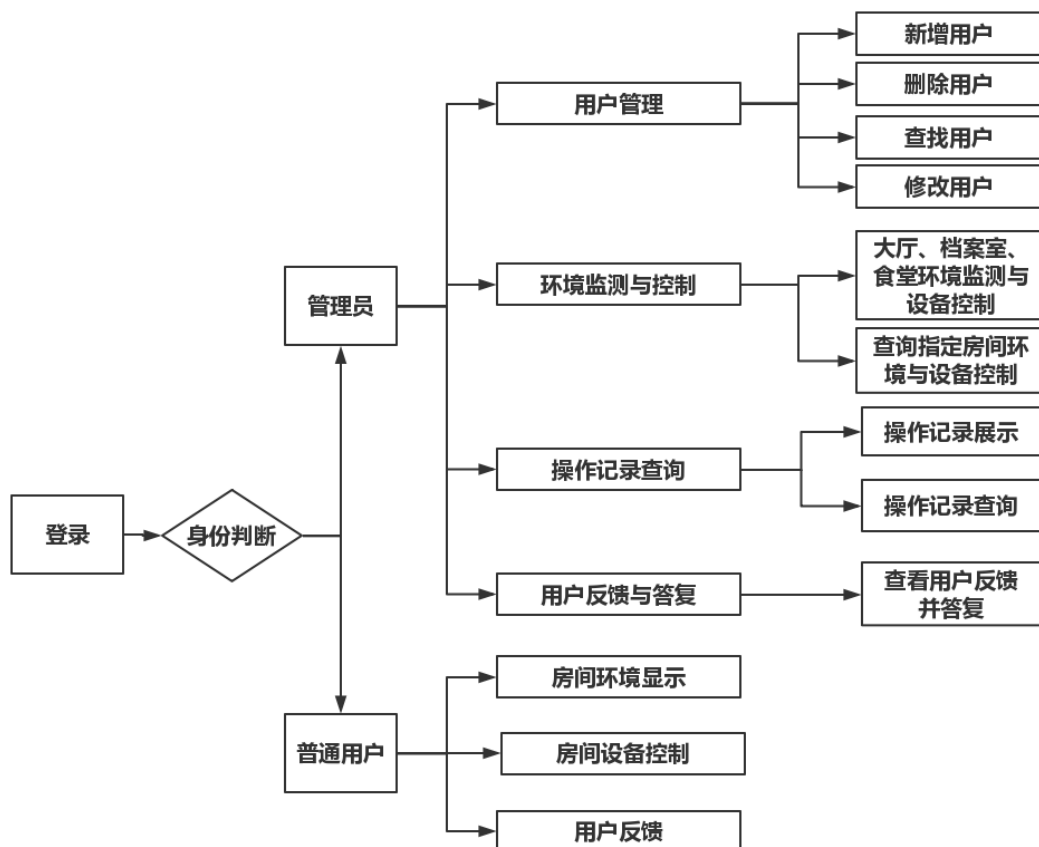 新增用户
删除用户
用户管理
查找用户
修改用户
大厅、档案室、
食堂环境监测与
设备控制
环境监测与控制
管理员
查询指定房间环
境与设备控制
操作记录展示
操作记录查询
操作记录查询
登录
身份判断
用户反馈与答复
查看用户反馈
并答复
房间环境显示
普通用户
房间设备控制
用户反馈